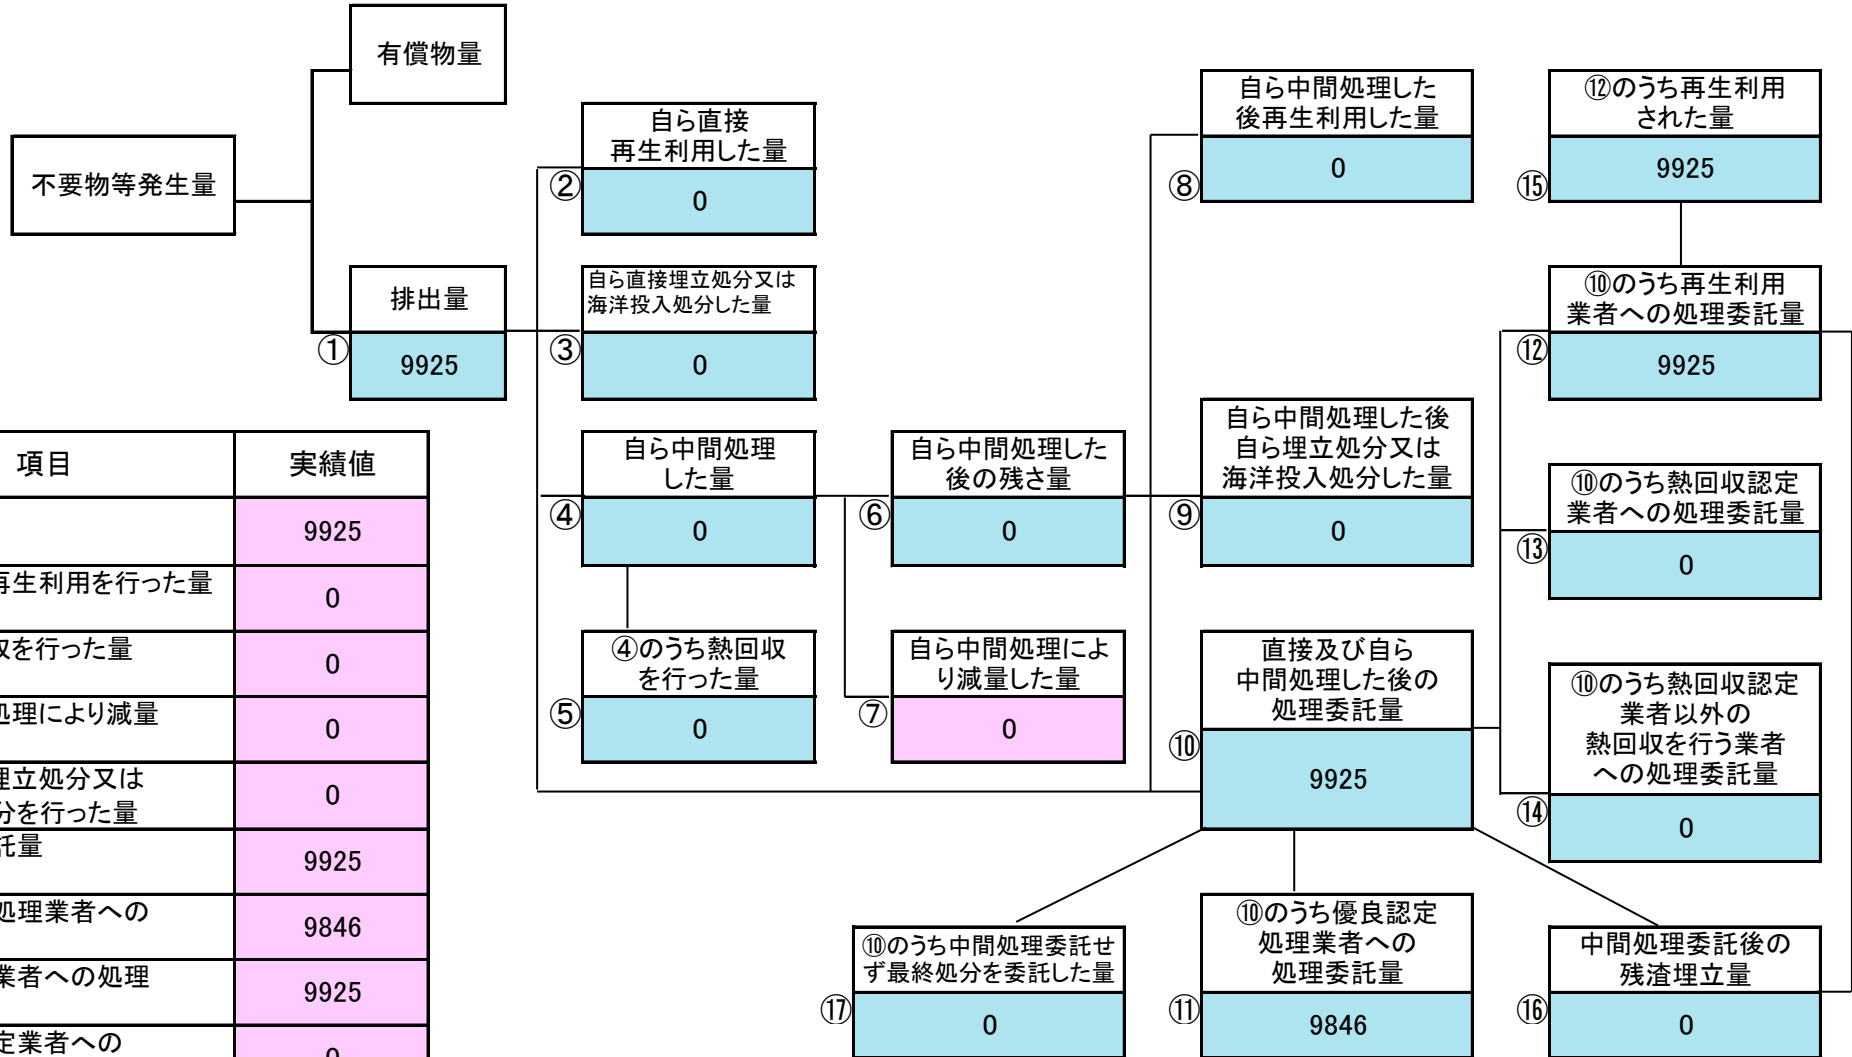 有償物量
不要物等発生量
排出量
①
9925
自ら直接
再生利用した量
②
0
自ら直接埋立処分又は
海洋投入処分した量
③
0
自ら中間処理
した量
④
0
④のうち熱回収
を行った量
⑤
0
自ら中間処理した
後の残さ量
⑥
0
自ら中間処理によ
り減量した量
⑦
0
自ら中間処理した
後再生利用した量
⑧
0
自ら中間処理した後
自ら埋立処分又は
海洋投入処分した量
⑨
0
直接及び自ら
中間処理した後の
処理委託量
⑩
9925
⑫のうち再生利用
された量
⑮
9925
⑩のうち再生利用
業者への処理委託量
⑫
9925
⑩のうち熱回収認定
業者への処理委託量
⑬
0
⑩のうち熱回収認定
業者以外の
熱回収を行う業者
への処理委託量
⑭
0
⑩のうち中間処理委託せ
ず最終処分を委託した量
⑰
0
⑩のうち優良認定
処理業者への
処理委託量
⑪
9846
中間処理委託後の
残渣埋立量
⑯
0
項目 実績値
9925
再生利用を行った量 0
を行った量 0
処理により減量 0
埋立処分又は
分を行った量 0
託量 9925
処理業者への 9846
業者への処理 9925
定業者への 0